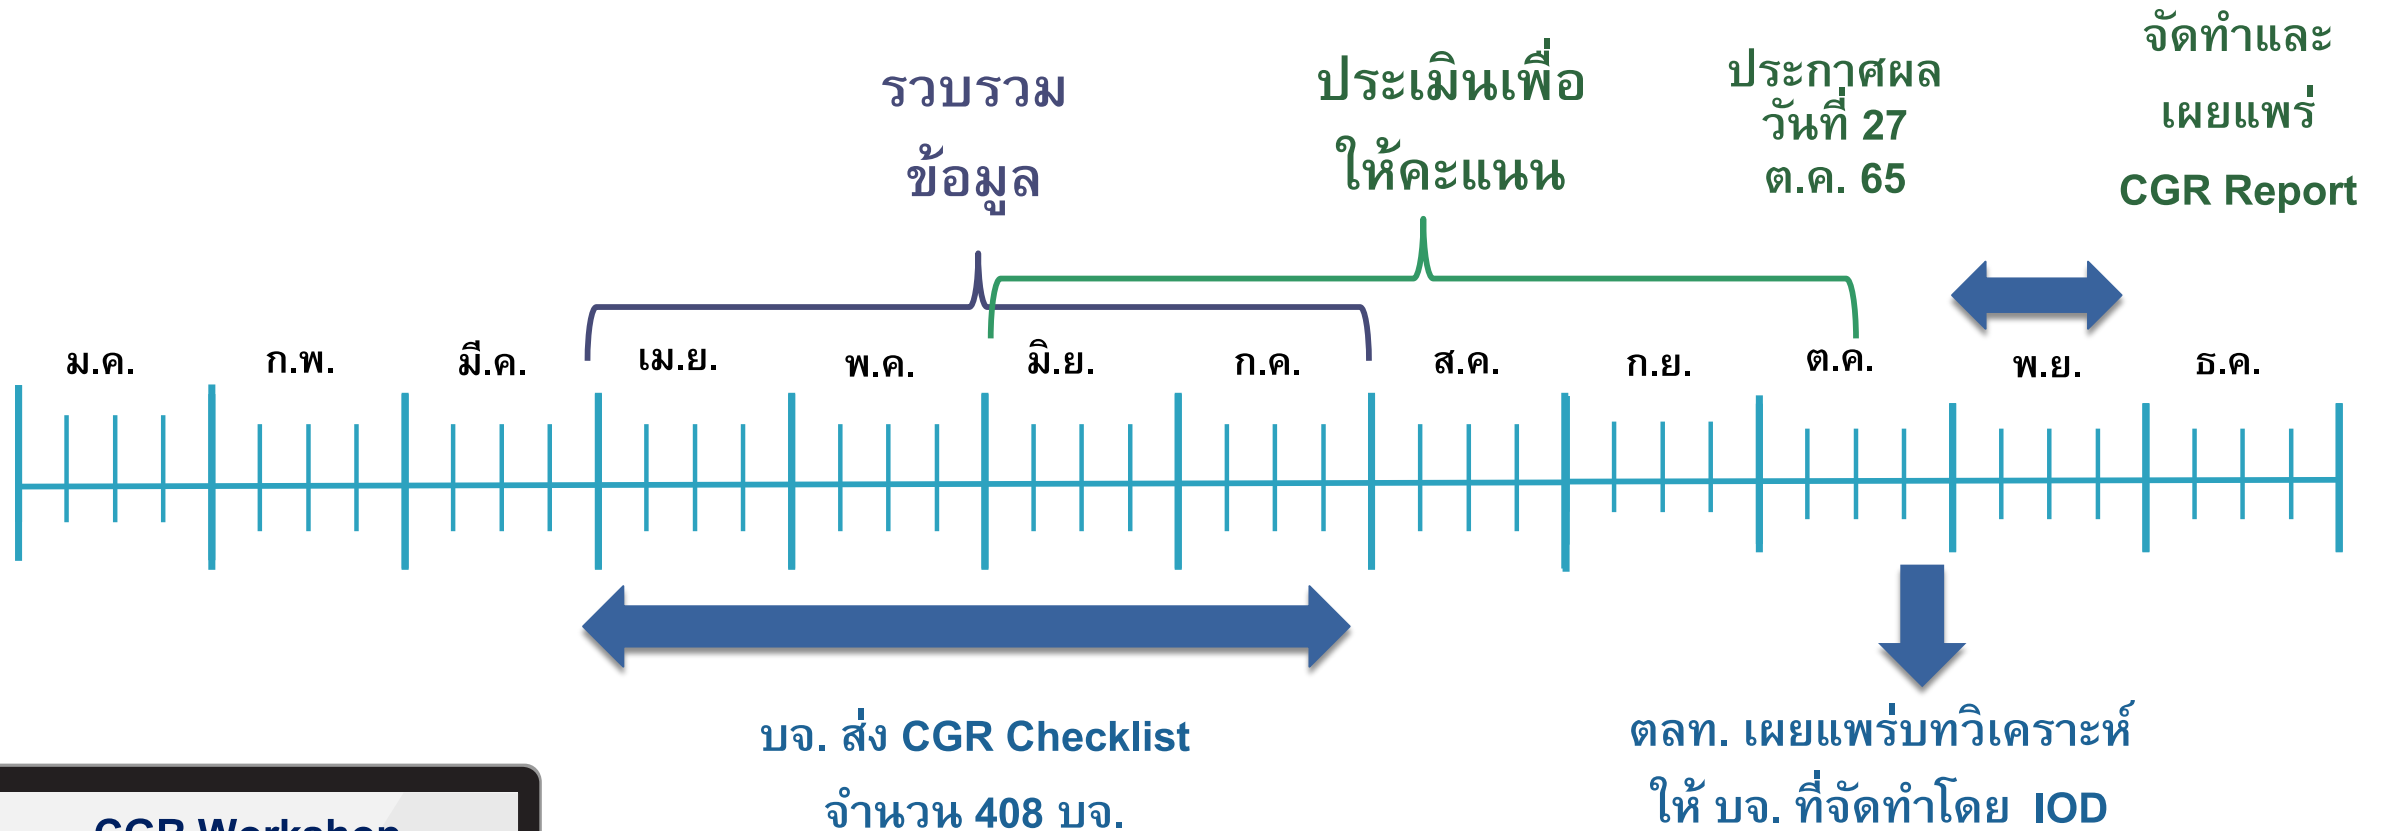 รวบรวม
ข้อมูล
ประเมินเพื่อ
ให้คะแนน
ประกาศผล
วันที่ 27
ต.ค. 65
จัดทำและ
เผยแพร่
CGR Report
ม.ค. ก.พ. มี.ค. เม.ย. พ.ค. มิ.ย. ก.ค. ส.ค. ก.ย. ต.ค. พ.ย. ธ.ค.
บจ. ส่ง CGR Checklist
จำนวน 408 บจ.
ตลท. เผยแพร่บทวิเคราะห์
ให้ บจ. ที่จัดทำโดย IOD
CGR Workshop